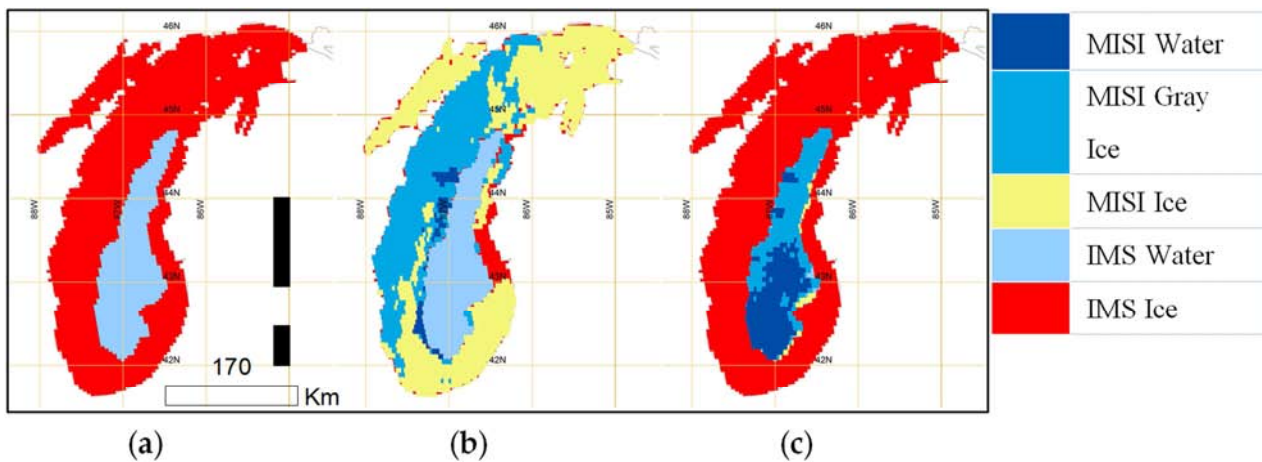 46N
46N
46N
45N
45N
45N
44N
44N
44N
88W
86W
88W
86W
85W
88W
86W
85W
43N
43N
43N
42N
42N
42N
170
Km
(a)
(b)
(c)
MISI Water
MISI Gray
Ice
MISI Ice
IMS Water
IMS Ice